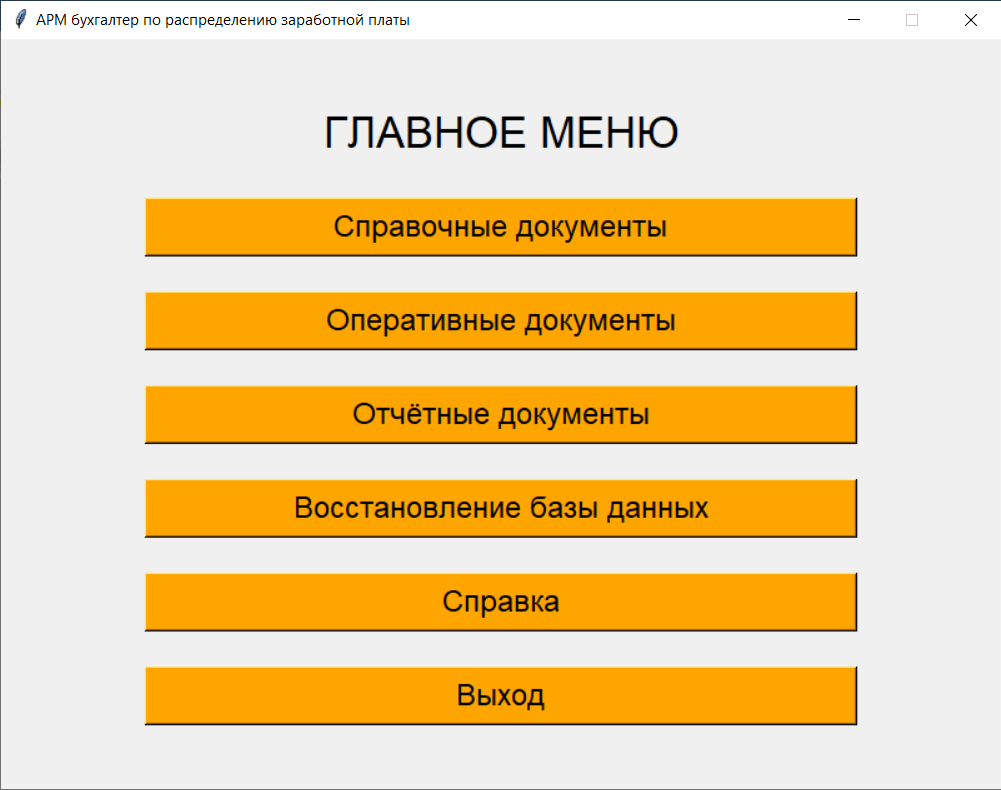 АРМ бухгалтер по распределению заработной платы
ГЛАВНОЕ МЕНЮ
Справочные документы
Оперативные документы
Отчётные документы
Восстановление базы данных
Справка
Выход